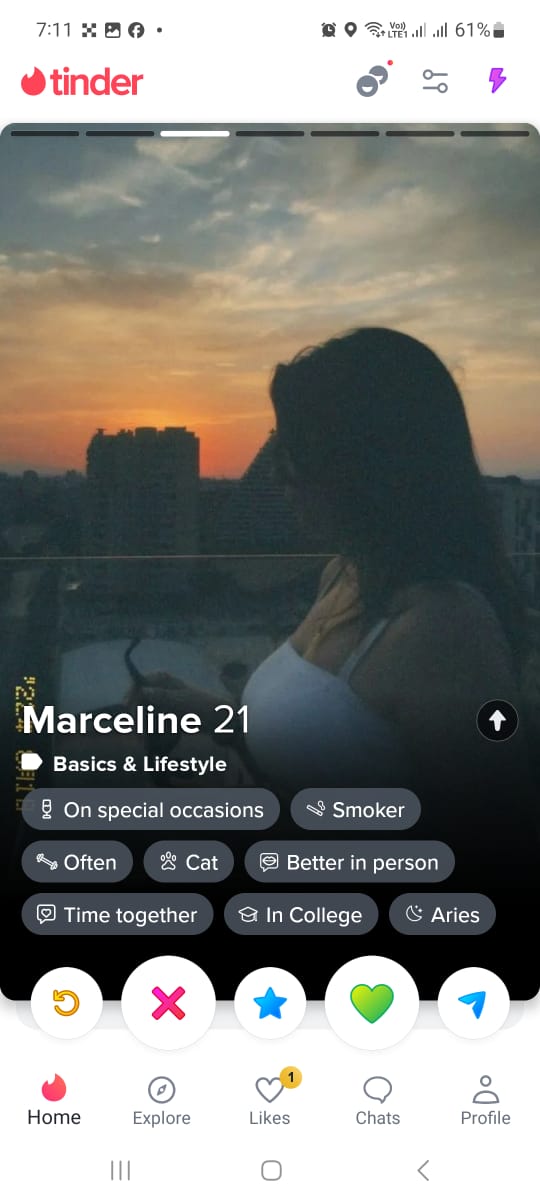 7:11 Vo)) LTE1 61%
tinder
Marceline 21
Basics & Lifestyle
On special occasions Smoker
Often Cat Better in person
Time together In College Aries
1
Home Explore Likes Chats Profile